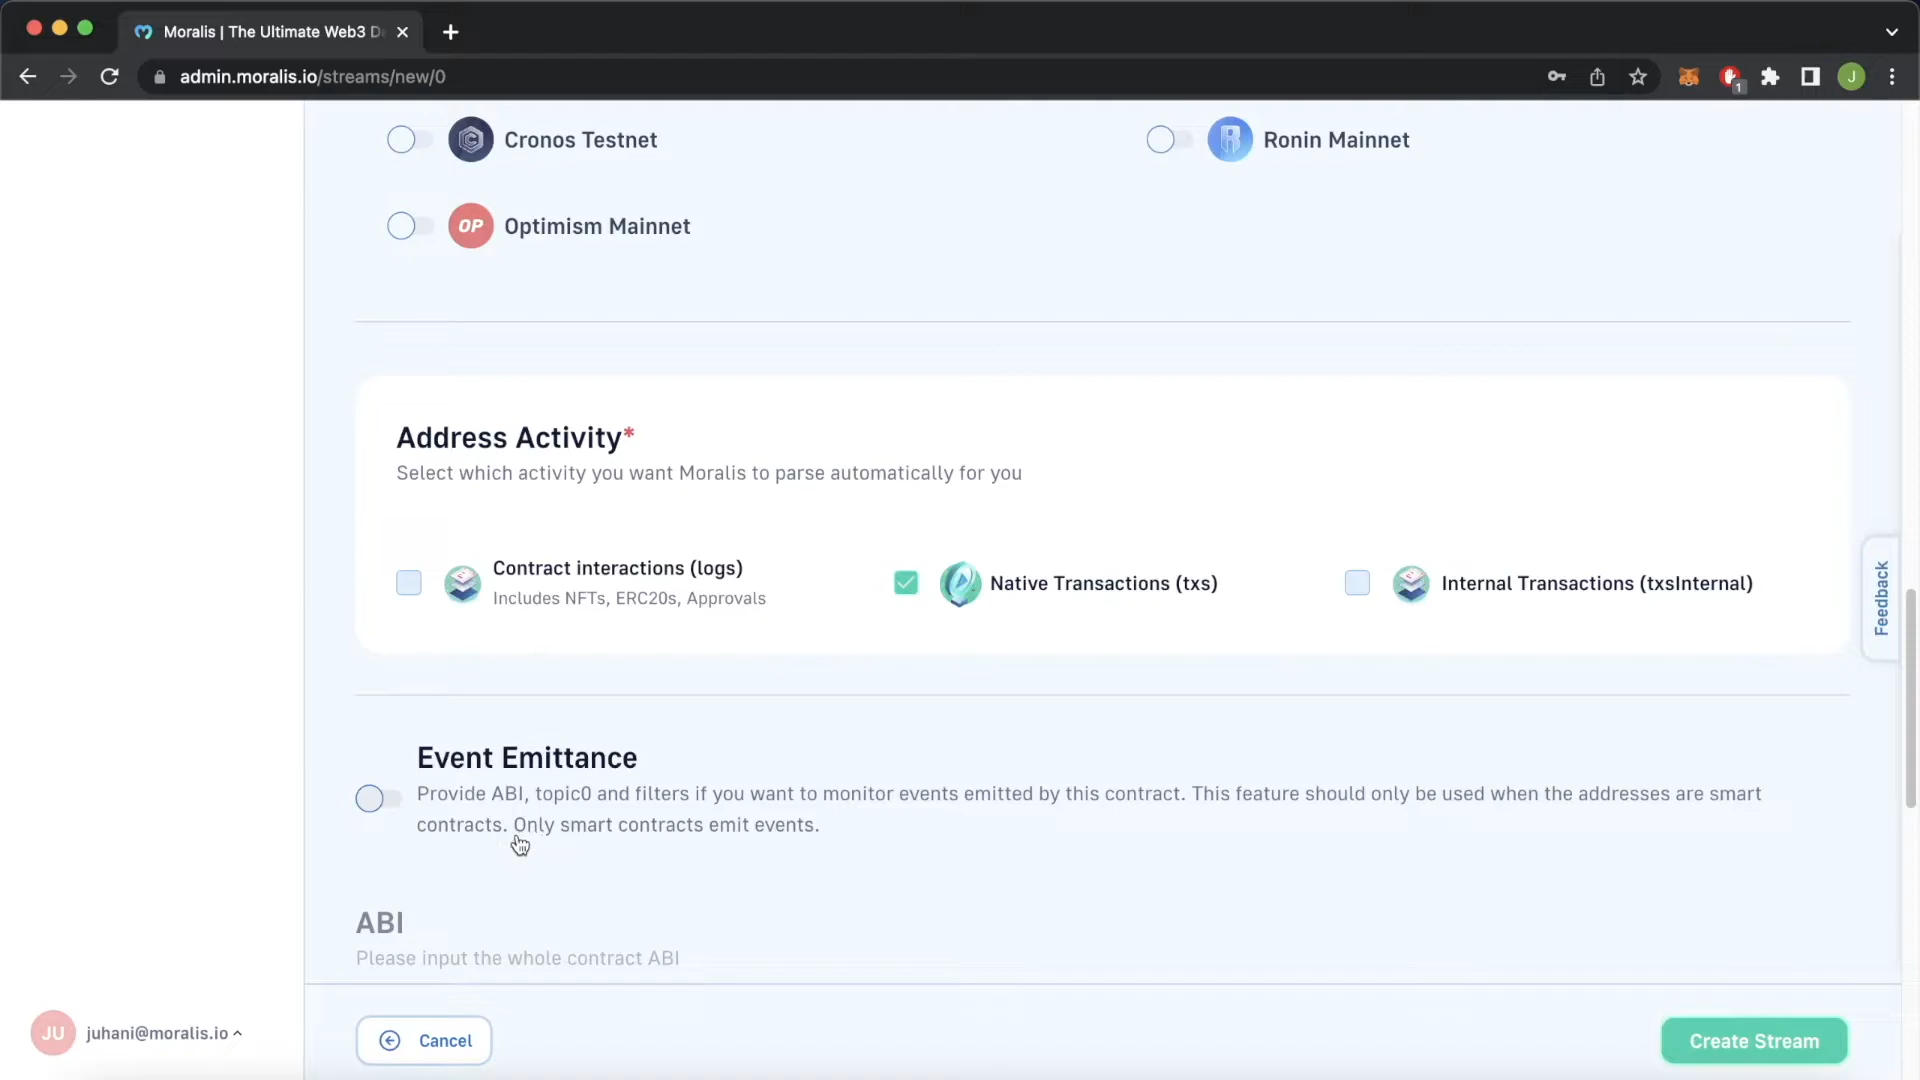 Moralis | The Ultimate Web3 D
admin.moralis.io/streams/new/0
1
J
Cronos Testnet
Ronin Mainnet
OP
Optimism Mainnet
Address Activity*
Select which activity you want Moralis to parse automatically for you
Contract interactions (logs)
Includes NFTs, ERC20s, Approvals
Native Transactions (txs)
Internal Transactions (txsInternal)
Feedback
Event Emittance
Provide ABI, topic0 and filters if you want to monitor events emitted by this contract. This feature should only be used when the addresses are smart
contracts. Only smart contracts emit events.
ABI
Please input the whole contract ABI
JU
juhani@moralis.io
Cancel
Create Stream